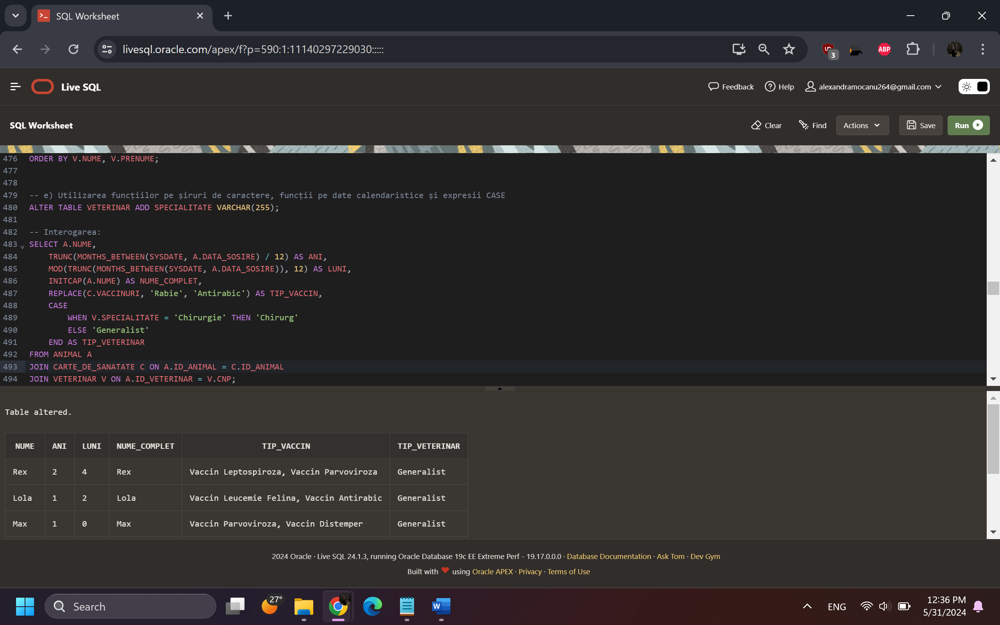 SQL Worksheet
livesql.oracle.com/apex/f?p=590:1:11140297229030:::::
3
ABP
Live SQL
Feedback
Help
alexandramocanu264@gmail.com
SQL Worksheet
Clear
Find
Actions
Save
Run
476 ORDER BY V.NUME, V.PRENUME;
477
478
479 -- e) Utilizarea funcțiilor pe șiruri de caractere, funcții pe date calendaristice și expresii CASE
480 ALTER TABLE VETERINAR ADD SPECIALITATE VARCHAR(255);
481
482 -- Interogarea:
483 SELECT A.NUME,
484 TRUNC(MONTHS_BETWEEN(SYSDATE, A.DATA_SOSIRE) / 12) AS ANI,
485 MOD(TRUNC(MONTHS_BETWEEN(SYSDATE, A.DATA_SOSIRE)), 12) AS LUNI,
486 INITCAP(A.NUME) AS NUME_COMPLET,
487 REPLACE(C.VACCINURI, 'Rabie', 'Antirabic') AS TIP_VACCIN,
488 CASE
489 WHEN V.SPECIALITATE = 'Chirurgie' THEN 'Chirurg'
490 ELSE 'Generalist'
491 END AS TIP_VETERINAR
492 FROM ANIMAL A
493 JOIN CARTE_DE_SANATATE C ON A.ID_ANIMAL = C.ID_ANIMAL
494 JOIN VETERINAR V ON A.ID_VETERINAR = V.CNP;
Table altered.
NUME ANI LUNI NUME_COMPLET TIP_VACCIN TIP_VETERINAR
Rex 2 4 Rex Vaccin Leptospiroza, Vaccin Parvoviroza Generalist
Lola 1 2 Lola Vaccin Leucemie Felina, Vaccin Antirabic Generalist
Max 1 0 Max Vaccin Parvoviroza, Vaccin Distemper Generalist
2024 Oracle · Live SQL 24.1.3, running Oracle Database 19c EE Extreme Perf - 19.17.0.0.0 · Database Documentation · Ask Tom · Dev Gym
Built with ❤ using Oracle APEX · Privacy · Terms of Use
Search
27°
W
ENG
12:36 PM
5/31/2024